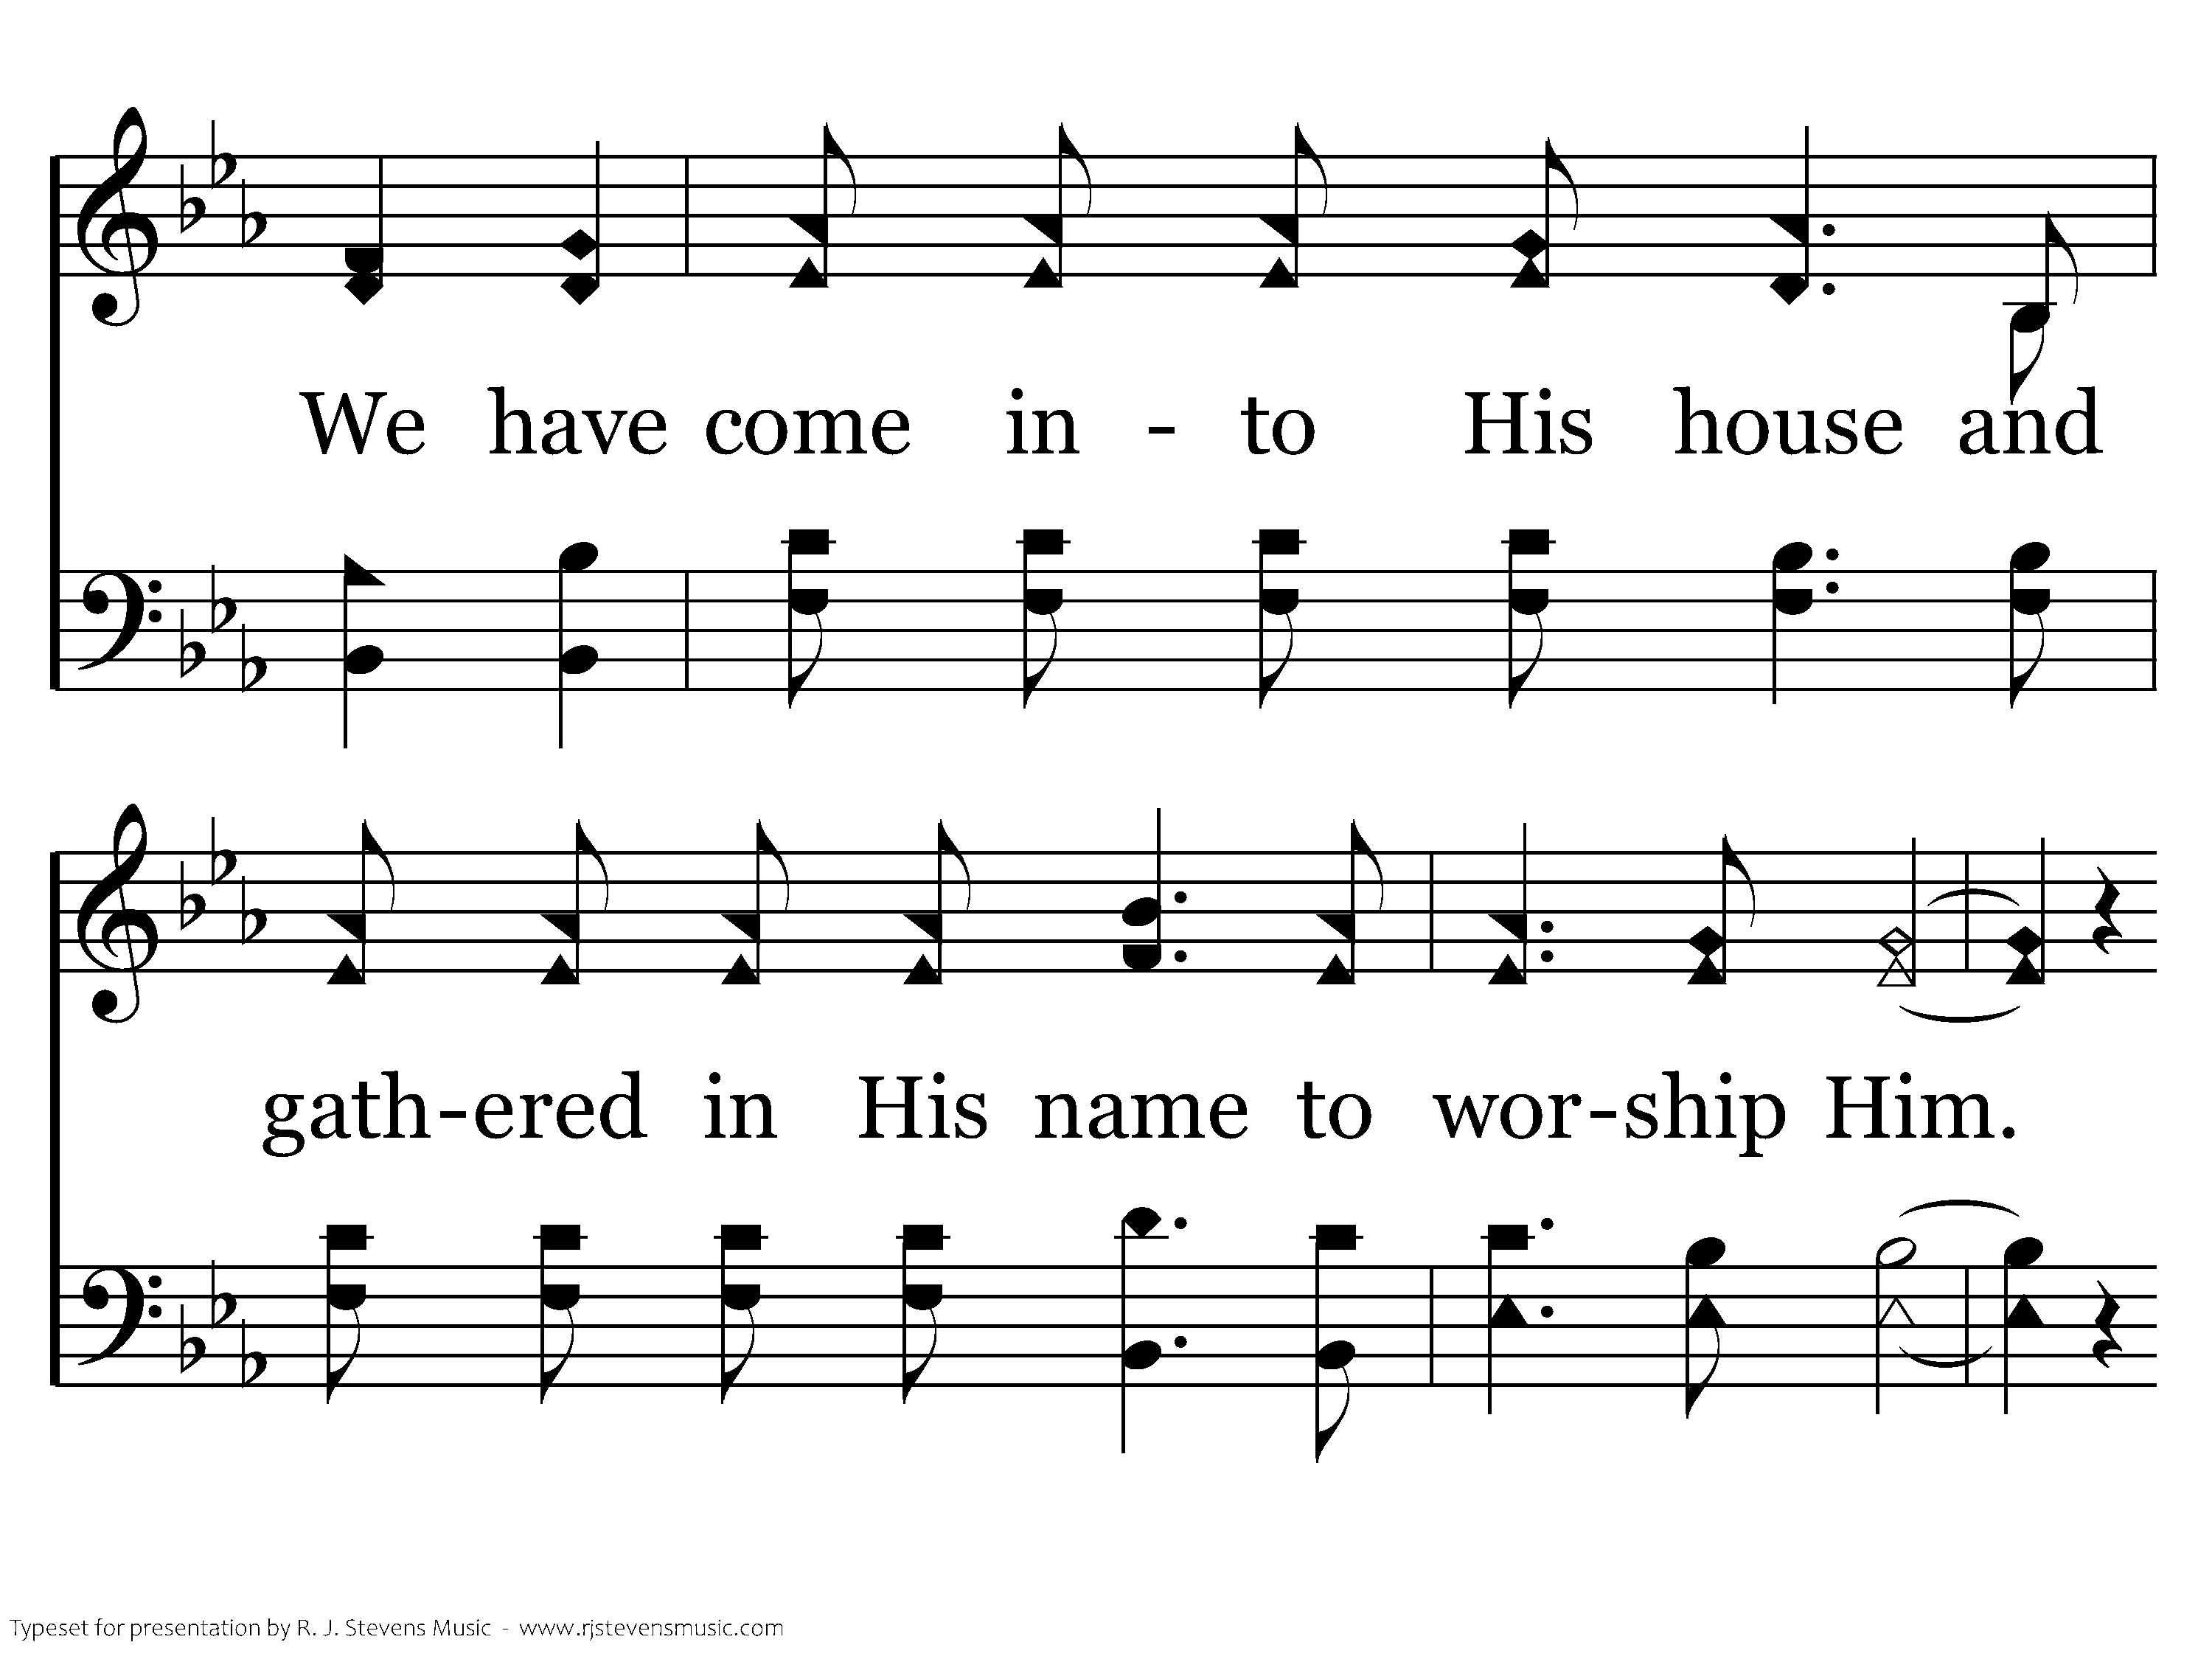 We have come in - to His house and
gath-ered in His name to wor-ship Him.
Typeset for presentation by R. J. Stevens Music - www.rjstevensmusic.com